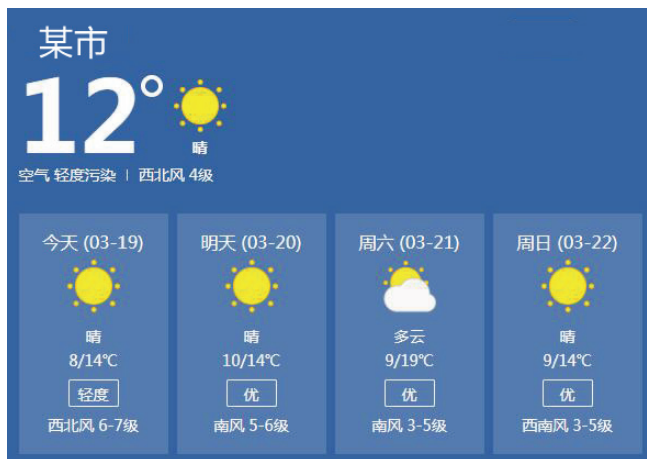 某市
12°
晴
空气 轻度污染 | 西北风 4级
今天 (03-19)
晴
8/14℃
轻度
西北风 6-7级
明天 (03-20)
晴
10/14℃
优
南风 5-6级
周六 (03-21)
多云
9/19℃
优
南风 3-5级
周日 (03-22)
晴
9/14℃
优
西南风 3-5级